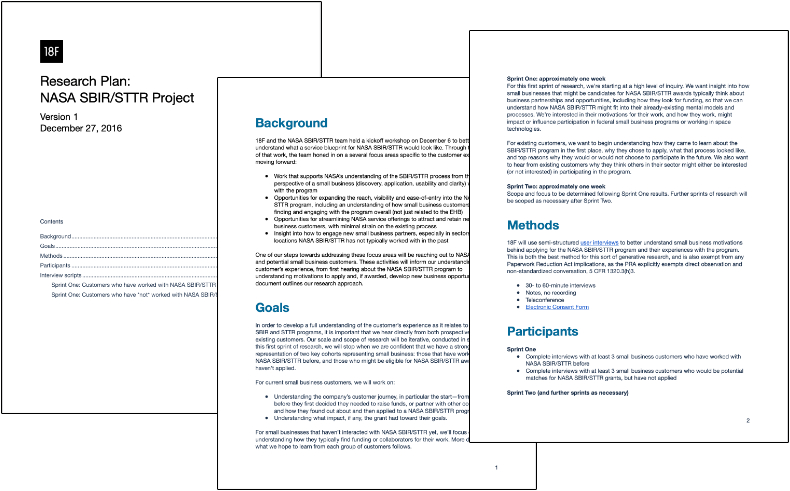 18F
Research Plan:
NASA SBIR/STTR Project
Version 1
December 27, 2016
Contents
Background
Goals
Methods
Participants
Interview scripts
Sprint One: Customers who have worked with NASA SBIR/STTR
Sprint One: Customers who have *not* worked with NASA SBIR/
Background
18F and the NASA SBIR/STTR team held a kickoff workshop on December 6 to
understand what a service blueprint for NASA SBIR/STTR would look like. Through
of that work, the team honed in on several focus areas specific to the customer
moving forward:
● Work that supports NASA's understanding of the SBIR/STTR process from
perspective of a small business (discovery, application, usability and clarity)
with the program
● Opportunities for expanding the reach, visibility and ease-of-entry into the
STTR program, including an understanding of how small business customers
finding and engaging with the program overall (not just related to the EHB)
● Opportunities for streamlining NASA service offerings to attract and retain
business customers, with minimal strain on the existing process
● Insight into how to engage new small business partners, especially in
locations NASA SBIR/STTR has not typically worked with in the past
One of our steps towards addressing these focus areas will be reaching out to
and potential small business customers. These activities will inform our
customer's experience, from first hearing about the NASA SBIR/STTR program to
understanding motivations to apply and, if awarded, develop new business
document outlines our research approach.
Goals
In order to develop a full understanding of the customer's experience as it relates to
SBIR and STTR programs, it is important that we hear directly from both
existing customers. Our scale and scope of research will be iterative, conducted in
this first sprint of research, we will stop when we are confident that we have a
representation of two key cohorts representing small business: those that have
NASA SBIR/STTR before, and those who might be eligible for NASA SBIR/STTR
haven't applied.
For current small business customers, we will work on:
● Understanding the company's customer journey, in particular the start—from
before they first decided they needed to raise funds, or partner with other
and how they found out about and then applied to a NASA SBIR/STTR
● Understanding what impact, if any, the grant had toward their goals.
For small businesses that haven't interacted with NASA SBIR/STTR yet, we'll focus
understanding how they typically find funding or collaborators for their work. More
what we hope to learn from each group of customers follows.
1
Sprint One: approximately one week
For this first sprint of research, we're starting at a high level of inquiry. We want insight into how
small businesses that might be candidates for NASA SBIR/STTR awards typically think about
business partnerships and opportunities, including how they look for funding, so that we can
understand how NASA SBIR/STTR might fit into their already-existing mental models and
processes. We're interested in their motivations for their work, and how they work, might
impact or influence participation in federal small business programs or working in space
technologies.
For existing customers, we want to begin understanding how they came to learn about the
SBIR/STTR program in the first place, why they chose to apply, what that process looked like,
and top reasons why they would or would not choose to participate in the future. We also want
to hear from existing customers why they think others in their sector might either be interested
(or not interested) in participating in the program.
Sprint Two: approximately one week
Scope and focus to be determined following Sprint One results. Further sprints of research will
be scoped as necessary after Sprint Two.
Methods
18F will use semi-structured user interviews to better understand small business motivations
behind applying for the NASA SBIR/STTR program and their experiences with the program.
This is both the best method for this sort of generative research, and is also exempt from any
Paperwork Reduction Act Implications, as the PRA explicitly exempts direct observation and
non-standardized conversation. 5 CFR 1320.3(h)3.
● 30- to 60-minute interviews
● Notes, no recording
● Teleconference
● Electronic Consent Form
Participants
Sprint One
● Complete interviews with at least 3 small business customers who have worked with
NASA SBIR/STTR before
● Complete interviews with at least 3 small business customers who would be potential
matches for NASA SBIR/STTR grants, but have not applied
Sprint Two (and further sprints as necessary)
2